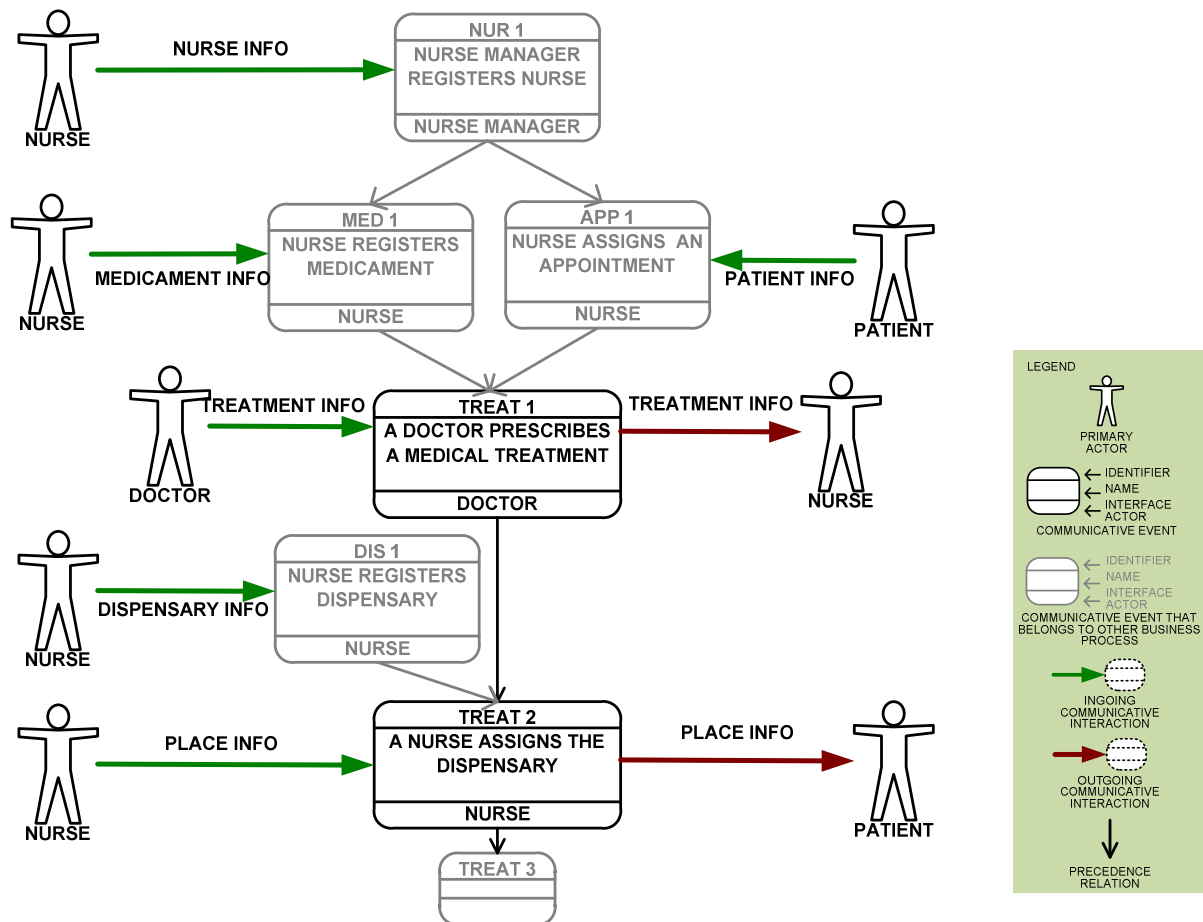 NURSE INFO
NURSE
NUR 1
NURSE MANAGER
REGISTERS NURSE
NURSE MANAGER
MEDICAMENT INFO
NURSE
MED 1
NURSE REGISTERS
MEDICAMENT
NURSE
APP 1
NURSE ASSIGNS AN
APPOINTMENT
NURSE
PATIENT INFO
PATIENT
TREATMENT INFO
DOCTOR
TREAT 1
A DOCTOR PRESCRIBES
A MEDICAL TREATMENT
DOCTOR
TREATMENT INFO
NURSE
DISPENSARY INFO
NURSE
DIS 1
NURSE REGISTERS
DISPENSARY
NURSE
PLACE INFO
NURSE
TREAT 2
A NURSE ASSIGNS THE
DISPENSARY
NURSE
PLACE INFO
PATIENT
TREAT 3
LEGEND
PRIMARY
ACTOR
IDENTIFIER
NAME
INTERFACE
ACTOR
COMMUNICATIVE EVENT
IDENTIFIER
NAME
INTERFACE
ACTOR
COMMUNICATIVE EVENT THAT
BELONGS TO OTHER BUSINESS
PROCESS
INGOING
COMMUNICATIVE
INTERACTION
OUTGOING
COMMUNICATIVE
INTERACTION
PRECEDENCE
RELATION